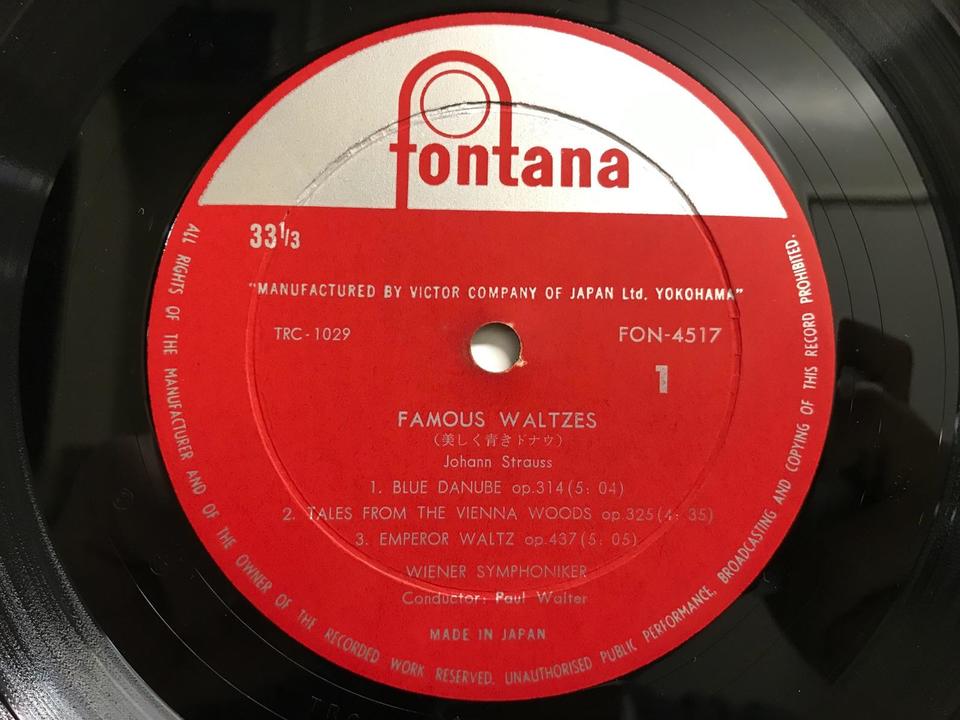 fontana
33 1/3
"MANUFACTURED BY VICTOR COMPANY OF JAPAN Ltd. YOKOHAMA"
TRC-1029
FON-4517
1
FAMOUS WALTZES
(美しく青きドナウ)
Johann Strauss
1. BLUE DANUBE op.314(5: 04)
2. TALES FROM THE VIENNA WOODS op.325(4: 35)
3. EMPEROR WALTZ op.437(5: 05)
WIENER SYMPHONIKER
Conductor: Paul Walter
MADE IN JAPAN
ALL RIGHTS OF THE MANUFACTURER AND OF THE OWNER OF THE RECORDED WORK RESERVED. UNAUTHORISED PUBLIC PERFORMANCE, BROADCASTING AND COPYING OF THIS RECORD PROHIBITED.